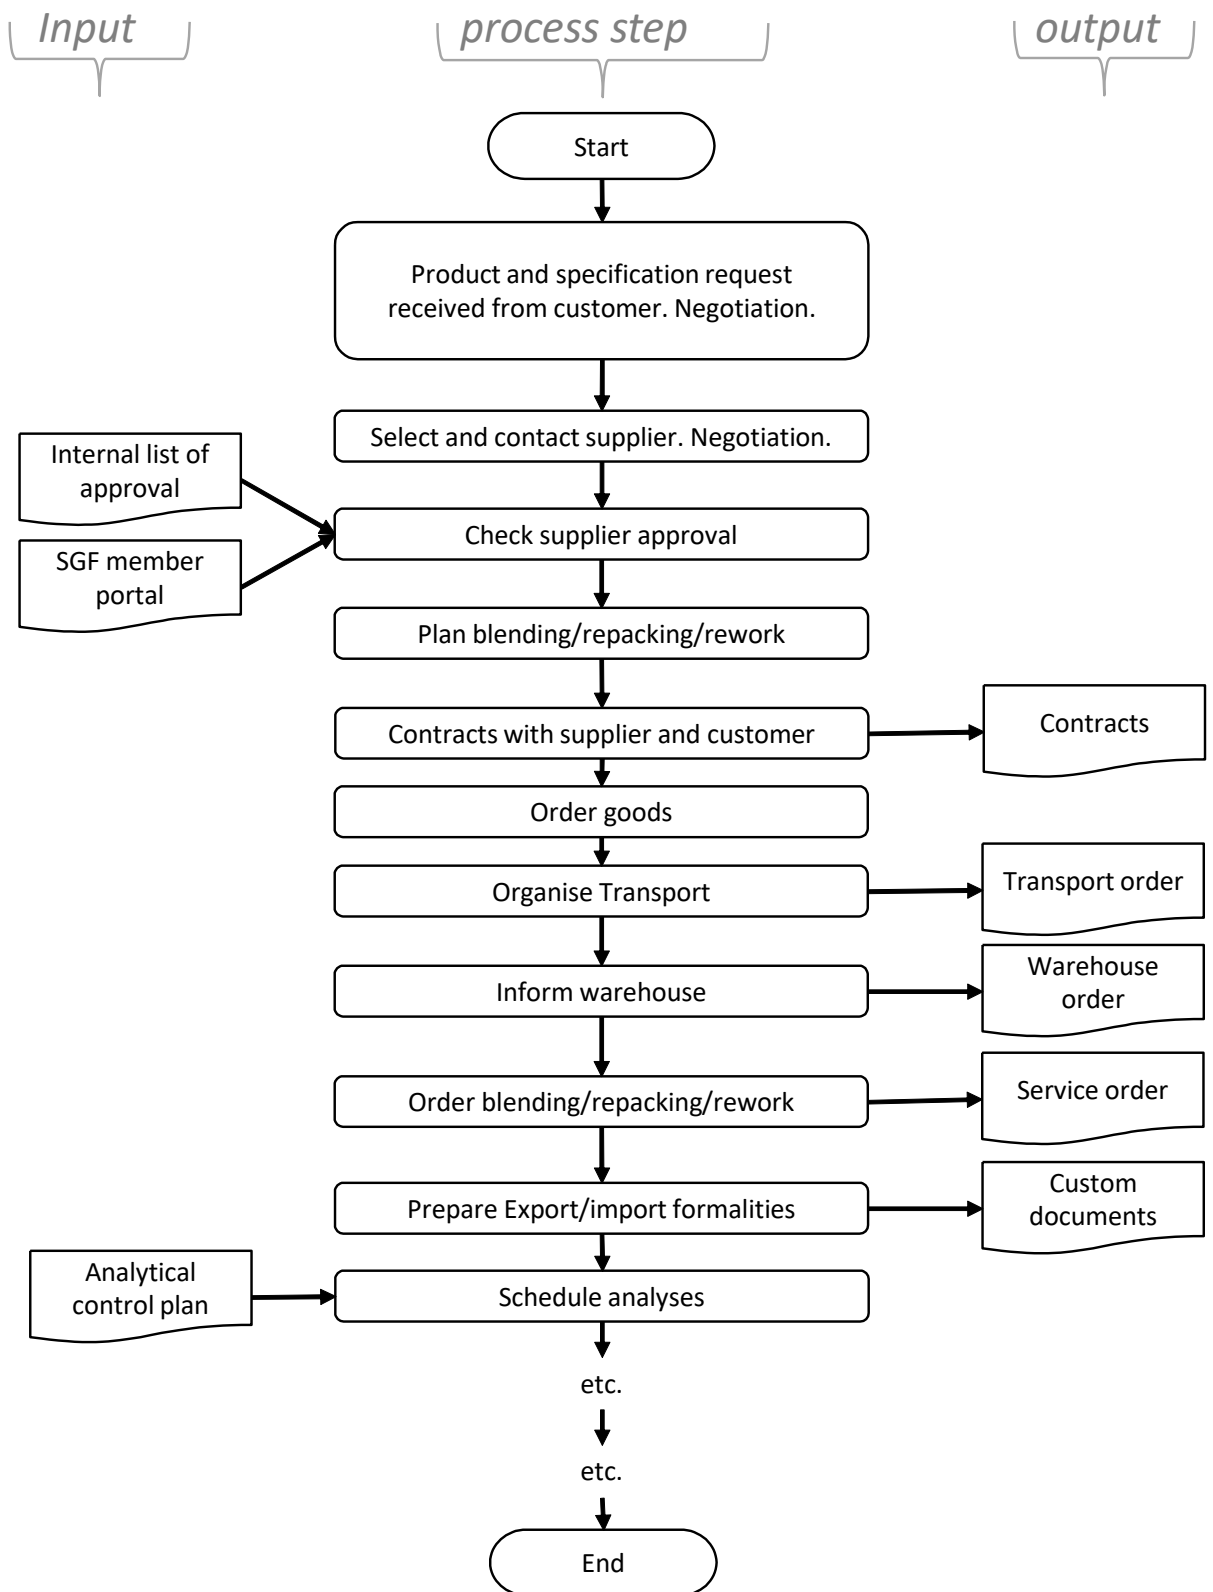 Input
process step
output
Start
Product and specification request
received from customer. Negotiation.
Select and contact supplier. Negotiation.
Internal list of
approval
Check supplier approval
SGF member
portal
Plan blending/repacking/rework
Contracts with supplier and customer
Contracts
Order goods
Organise Transport
Transport order
Inform warehouse
Warehouse
order
Order blending/repacking/rework
Service order
Prepare Export/import formalities
Custom
documents
Analytical
control plan
Schedule analyses
etc.
etc.
End